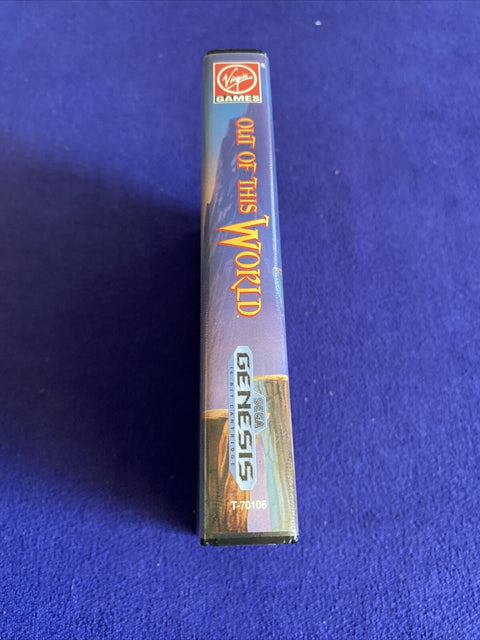 Virgin
GAMES
OUT OF THIS WORLD
SEGA
GENESIS
16-BIT CARTRIDGE
T-70106